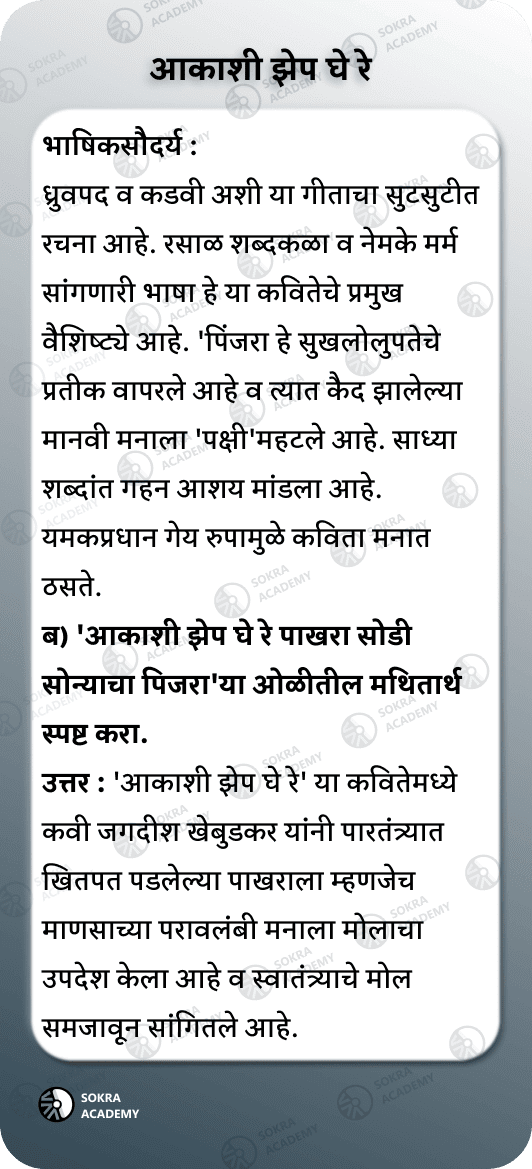 आकाशी झेप घे रे
भाषिकसौदर्य :
ध्रुवपद व कडवी अशी या गीताचा सुटसुटीत
रचना आहे. रसाळ शब्दकळा व नेमके मर्म
सांगणारी भाषा हे या कवितेचे प्रमुख
वैशिष्ट्ये आहे. 'पिंजरा हे सुखलोलुपतेचे
प्रतीक वापरले आहे व त्यात कैद झालेल्या
मानवी मनाला 'पक्षी'महटले आहे. साध्या
शब्दांत गहन आशय मांडला आहे.
यमकप्रधान गेय रुपामुळे कविता मनात
ठसते.
ब) 'आकाशी झेप घे रे पाखरा सोडी
सोन्याचा पिजरा'या ओळीतील मथितार्थ
स्पष्ट करा.
उत्तर : 'आकाशी झेप घे रे' या कवितेमध्ये
कवी जगदीश खेबुडकर यांनी पारतंत्र्यात
खितपत पडलेल्या पाखराला म्हणजेच
माणसाच्या परावलंबी मनाला मोलाचा
उपदेश केला आहे व स्वातंत्र्याचे मोल
समजावून सांगितले आहे.
SOKRA
ACADEMY